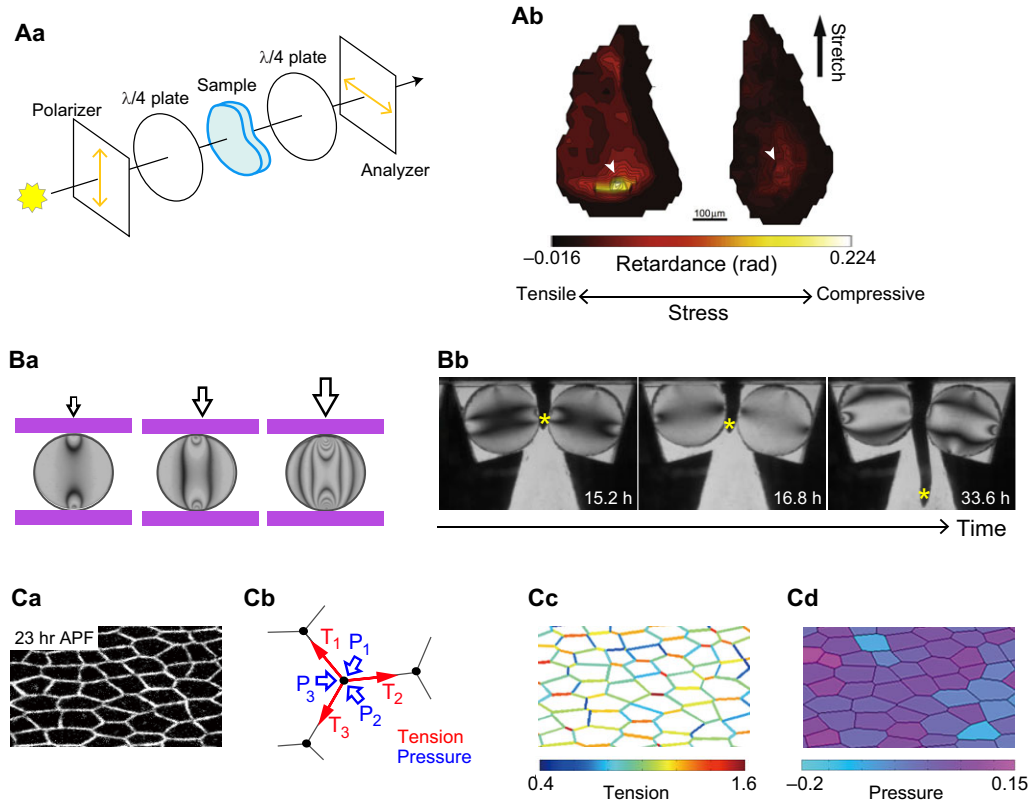 Aa
Polarizer
λ/4 plate
Sample
λ/4 plate
Analyzer
Ab
Stretch
100 µm
–0.016
Retardance (rad)
0.224
Tensile
Stress
Compressive
Ba
Bb
*
*
*
15.2 h
16.8 h
33.6 h
Time
Ca
23 hr APF
Cb
T1
P1
P3
T2
P2
T3
Tension
Pressure
Cc
0.4
Tension
1.6
Cd
–0.2
Pressure
0.15